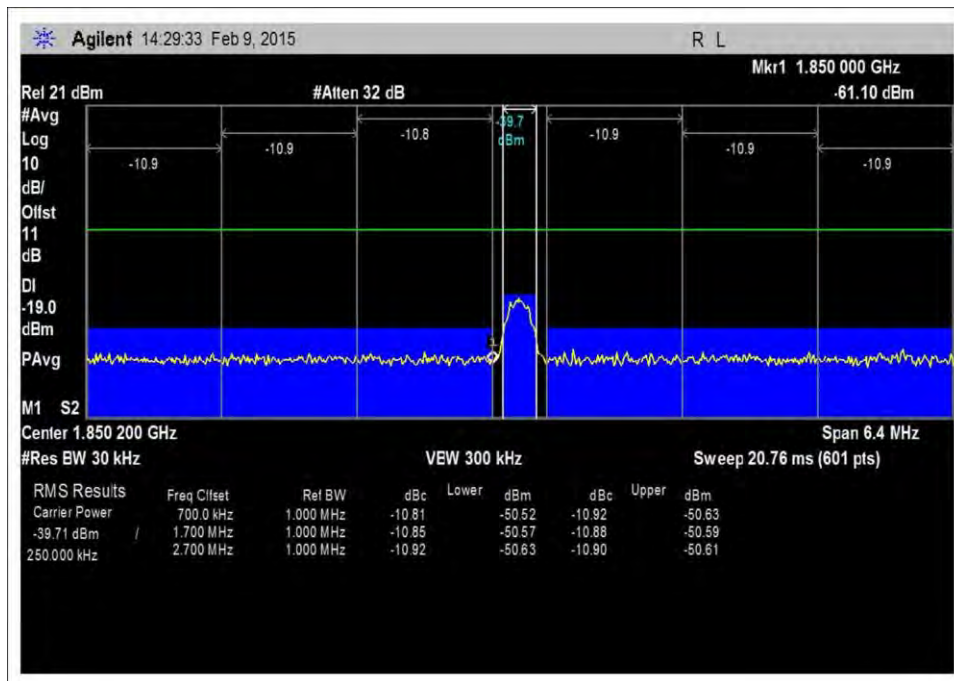 Agilent 14:29:33 Feb 9, 2015 R L
Mkr1 1.850 000 GHz
Rel 21 dBm #Atten 32 dB -61.10 dBm
#Avg
Log
10
dB/
Offst
11
dB
DI
-19.0
dBm
PAvg
M1 S2
-10.9 -10.9 -10.8 -39.7 dBm -10.9 -10.9 -10.9
1
Center 1.850 200 GHz Span 6.4 MHz
#Res BW 30 kHz VEW 300 kHz Sweep 20.76 ms (601 pts)
RMS Results Freq Clfset Ref BW dBc Lower dBm dBc Upper dBm
Carrier Power 700.0 kHz 1.000 MHz -10.81 -50.52 -10.92 -50.63
-39.71 dBm / 1.700 MHz 1.000 MHz -10.85 -50.57 -10.88 -50.59
250.000 kHz 2.700 MHz 1.000 MHz -10.92 -50.63 -10.90 -50.61